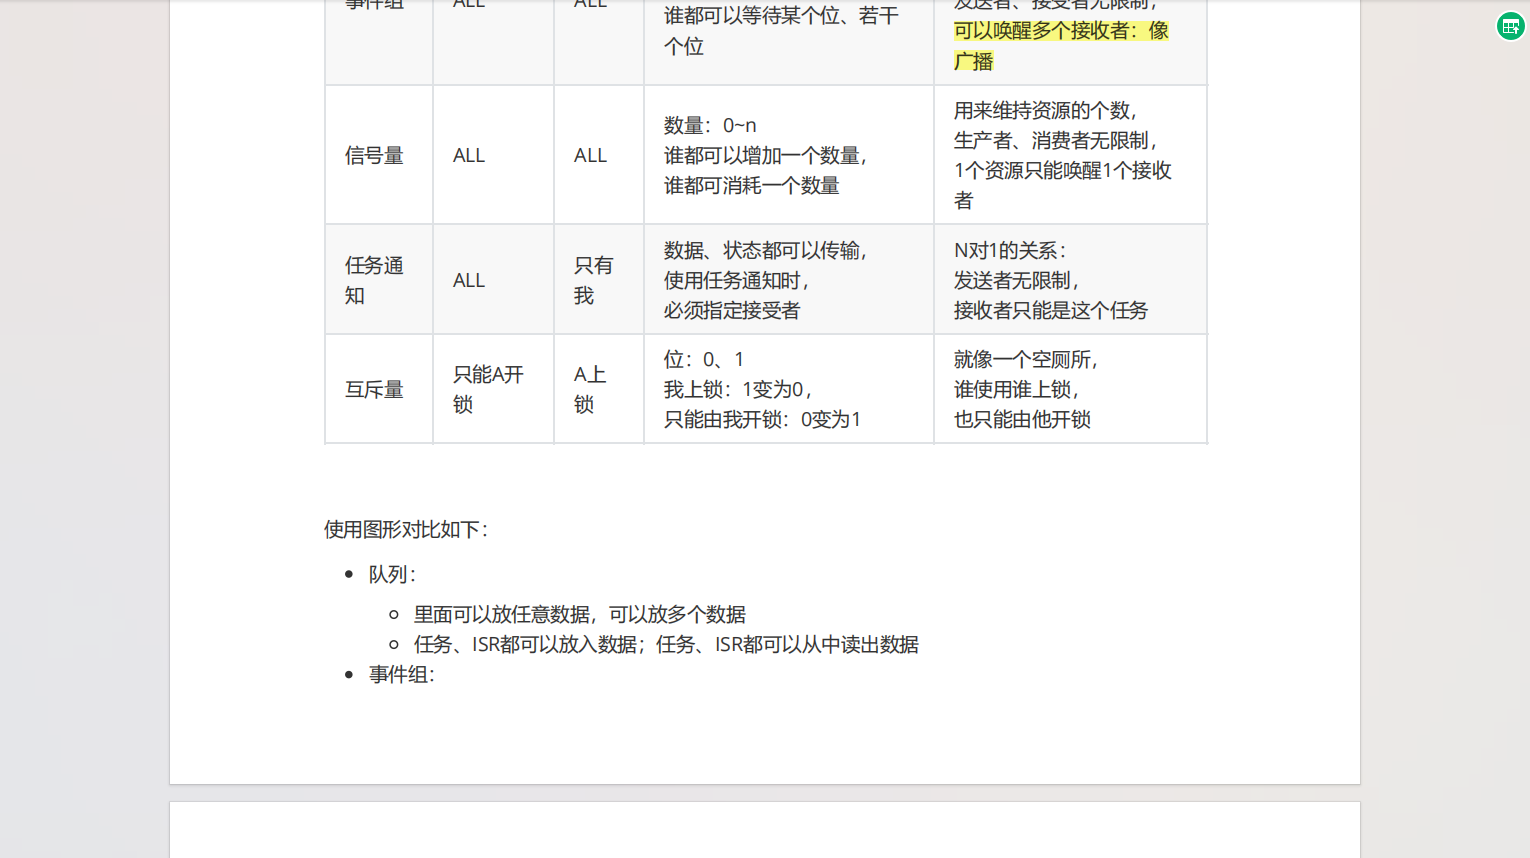 事件组
ALL
ALL
谁都可以等待某个位、若干
个位
发送者、接受者无限制,
可以唤醒多个接收者：像
广播
信号量
ALL
ALL
数量：0~n
谁都可以增加一个数量,
谁都可消耗一个数量
用来维持资源的个数,
生产者、消费者无限制,
1个资源只能唤醒1个接收
者
任务通
知
ALL
只有
我
数据、状态都可以传输,
使用任务通知时,
必须指定接受者
N对1的关系：
发送者无限制,
接收者只能是这个任务
互斥量
只能A开
锁
A上
锁
位：0、1
我上锁：1变为0,
只能由我开锁：0变为1
就像一个空厕所,
谁使用谁上锁,
也只能由他开锁
使用图形对比如下：
• 队列：
○ 里面可以放任意数据，可以放多个数据
○ 任务、ISR都可以放入数据；任务、ISR都可以从中读出数据
• 事件组：